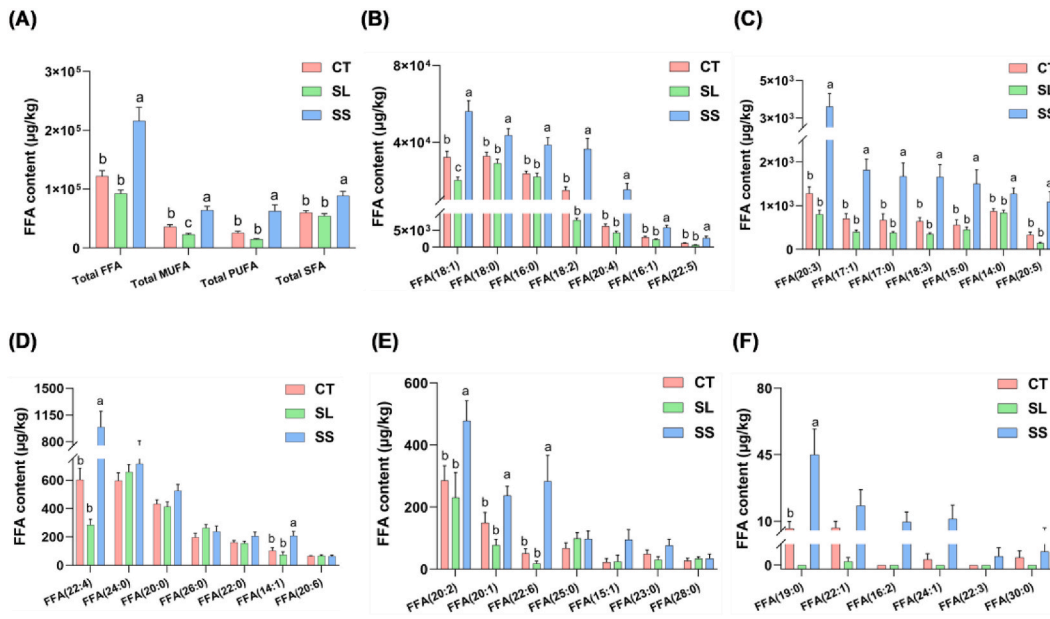 (A)
FFA content (µg/kg)
3×10⁵
2×10⁵
1×10⁵
0
CT
SL
SS
b b a
b c a
b b a
b b a
Total FFA
Total MUFA
Total PUFA
Total SFA
(B)
FFA content (µg/kg)
8×10⁴
4×10⁴
5×10³
0
CT
SL
SS
b c a
b b a
b b a
b b a
b b a
b b a
b b a
FFA(18:1)
FFA(18:0)
FFA(16:0)
FFA(18:2)
FFA(20:4)
FFA(16:1)
FFA(22:5)
(C)
FFA content (µg/kg)
5×10³
3×10³
2×10³
1×10³
0
CT
SL
SS
b b a
b b a
b b a
b b a
b b a
b b a
b b a
FFA(20:3)
FFA(17:1)
FFA(17:0)
FFA(18:3)
FFA(15:0)
FFA(14:0)
FFA(20:5)
(D)
FFA content (µg/kg)
1500
1150
800
600
400
200
0
CT
SL
SS
b b a
b b a
FFA(22:4)
FFA(24:0)
FFA(20:0)
FFA(26:0)
FFA(22:0)
FFA(14:1)
FFA(20:6)
(E)
FFA content (µg/kg)
600
400
200
0
CT
SL
SS
b b a
b b a
b b a
FFA(20:2)
FFA(20:1)
FFA(22:6)
FFA(25:0)
FFA(15:1)
FFA(23:0)
FFA(28:0)
(F)
FFA content (µg/kg)
80
45
10
0
CT
SL
SS
b a
FFA(19:0)
FFA(22:1)
FFA(16:2)
FFA(24:1)
FFA(22:3)
FFA(30:0)